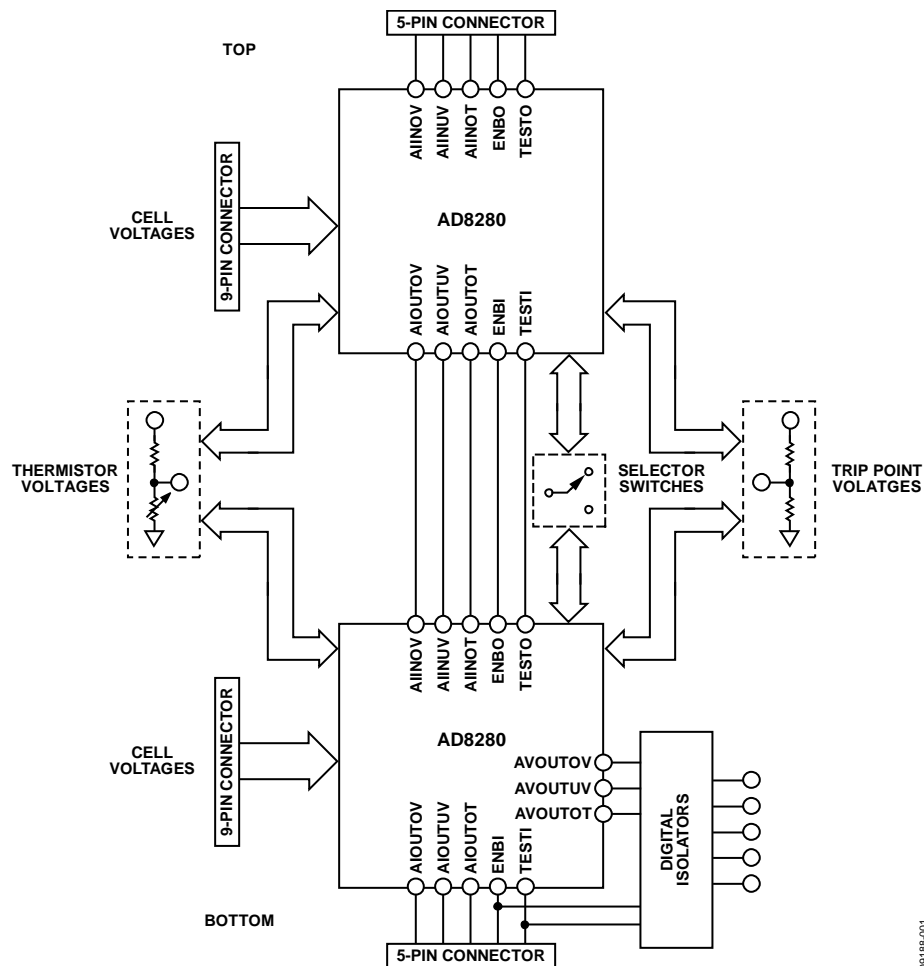 5-PIN CONNECTOR
TOP
AIINOV
AIINUV
AIINOT
ENBO
TESTO
9-PIN CONNECTOR
CELL
VOLTAGES
AD8280
AIOUTOV
AIOUTUV
AIOUTOT
ENBI
TESTI
THERMISTOR
VOLTAGES
SELECTOR
SWITCHES
TRIP POINT
VOLATGES
AIINOV
AIINUV
AIINOT
ENBO
TESTO
9-PIN CONNECTOR
CELL
VOLTAGES
AD8280
AVOUTOV
AVOUTUV
AVOUTOT
DIGITAL
ISOLATORS
AIOUTOV
AIOUTUV
AIOUTOT
ENBI
TESTI
BOTTOM
5-PIN CONNECTOR
09188-001